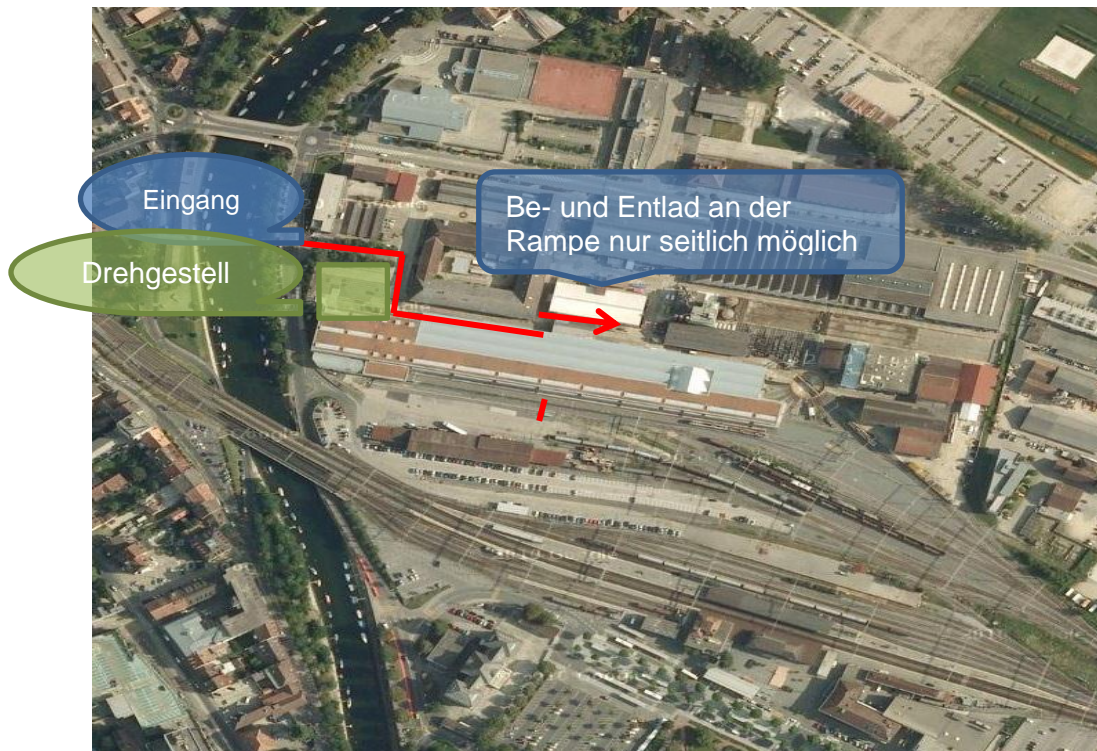 Eingang
Be- und Entlad an der
Rampe nur seitlich möglich
Drehgestell